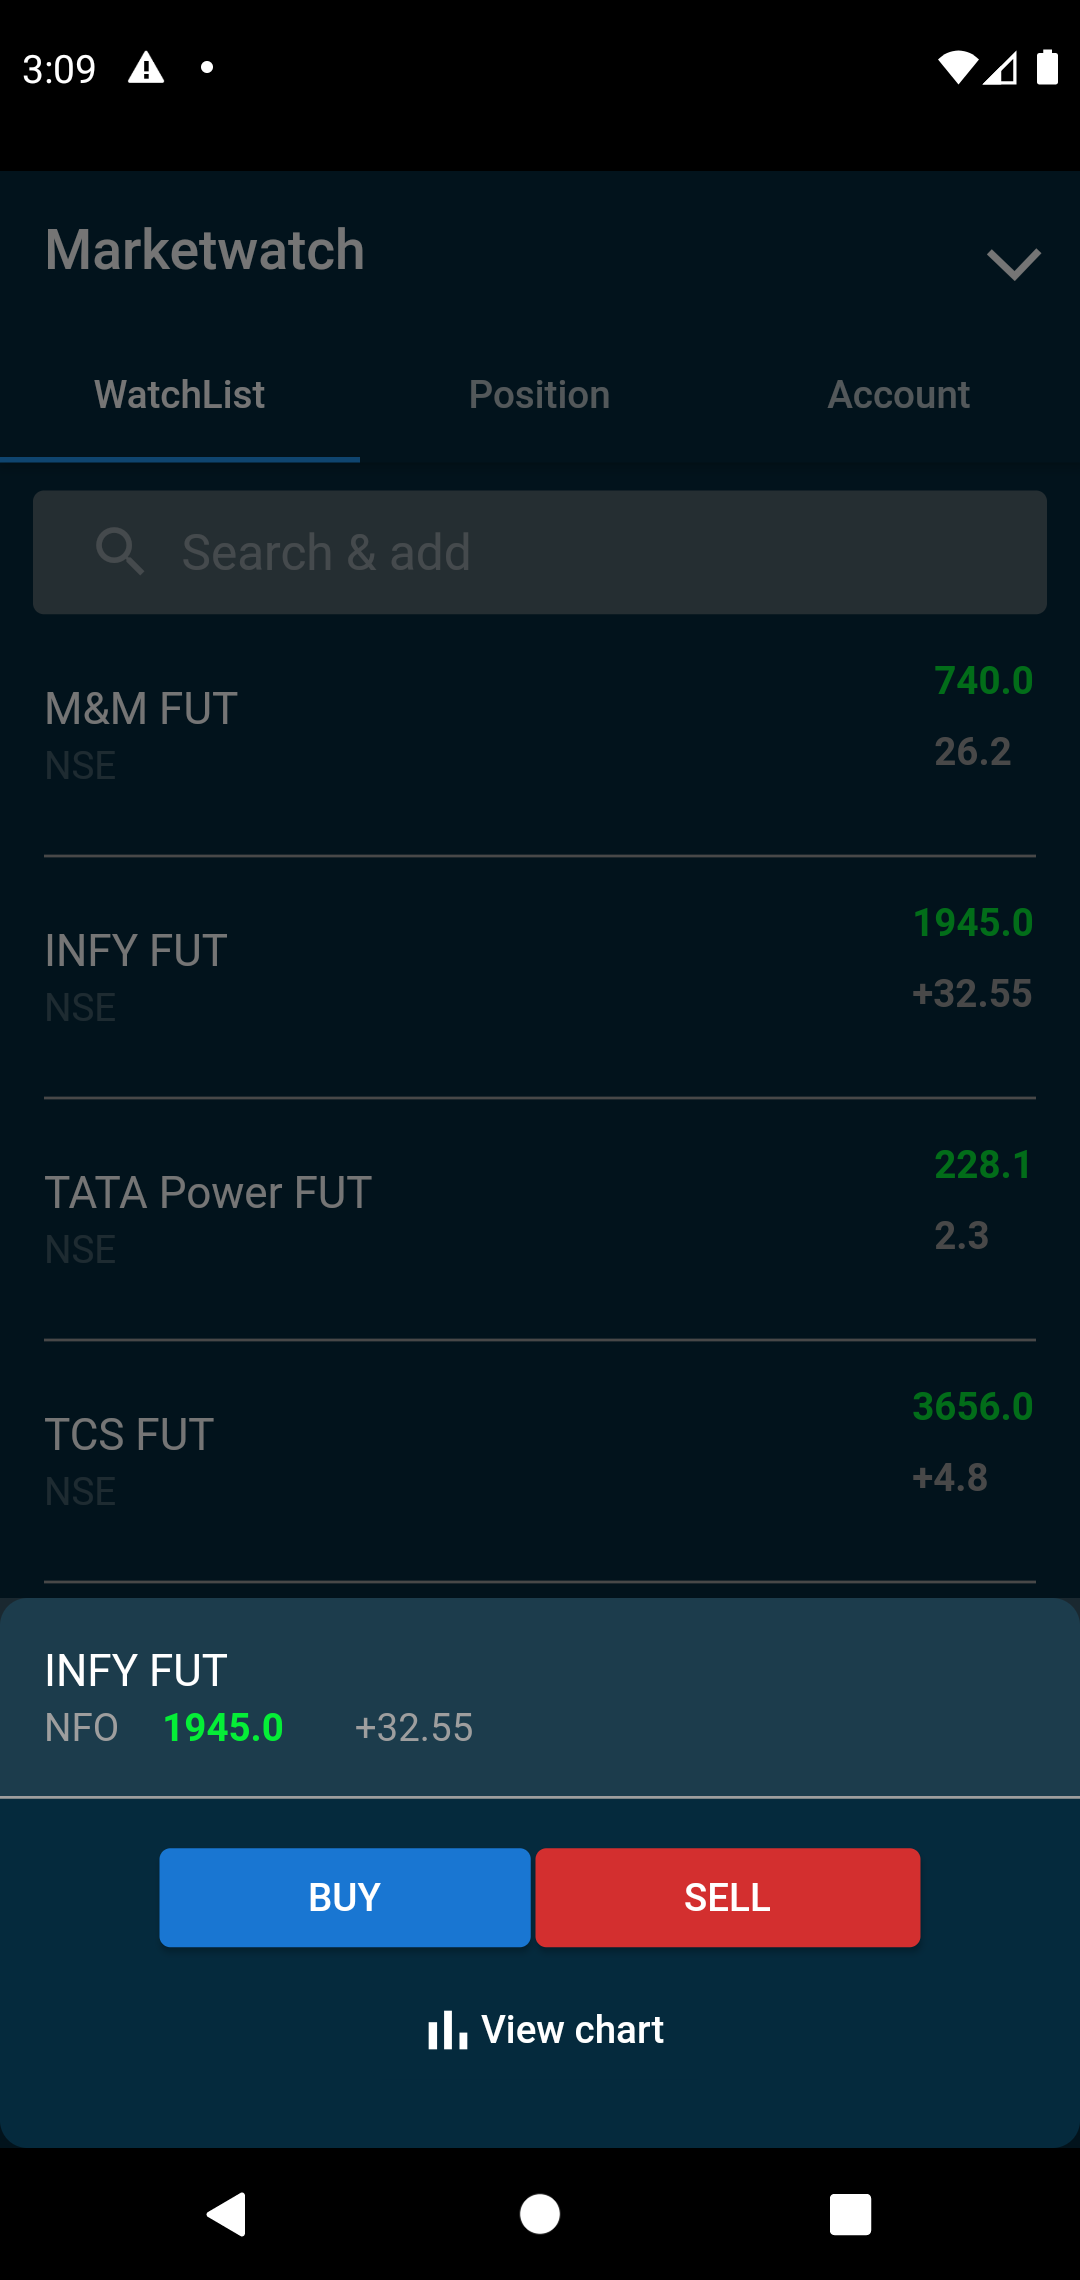 3:09
Marketwatch
WatchList Position Account
Search & add
M&M FUT
NSE
740.0
26.2
INFY FUT
NSE
1945.0
+32.55
TATA Power FUT
NSE
228.1
2.3
TCS FUT
NSE
3656.0
+4.8
INFY FUT
NFO 1945.0 +32.55
BUY SELL
View chart